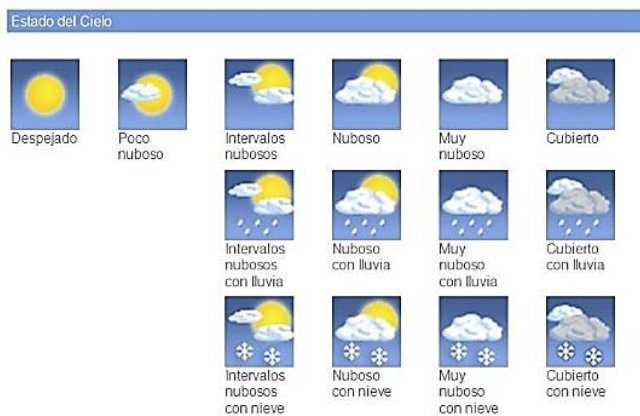 Estado del Cielo
Despejado
Poco
nuboso
Intervalos
nubosos
Nuboso
Muy
nuboso
Cubierto
Intervalos
nubosos
con lluvia
Nuboso
con lluvia
Muy
nuboso
con lluvia
Cubierto
con lluvia
Intervalos
nubosos
con nieve
Nuboso
con nieve
Muy
nuboso
con nieve
Cubierto
con nieve